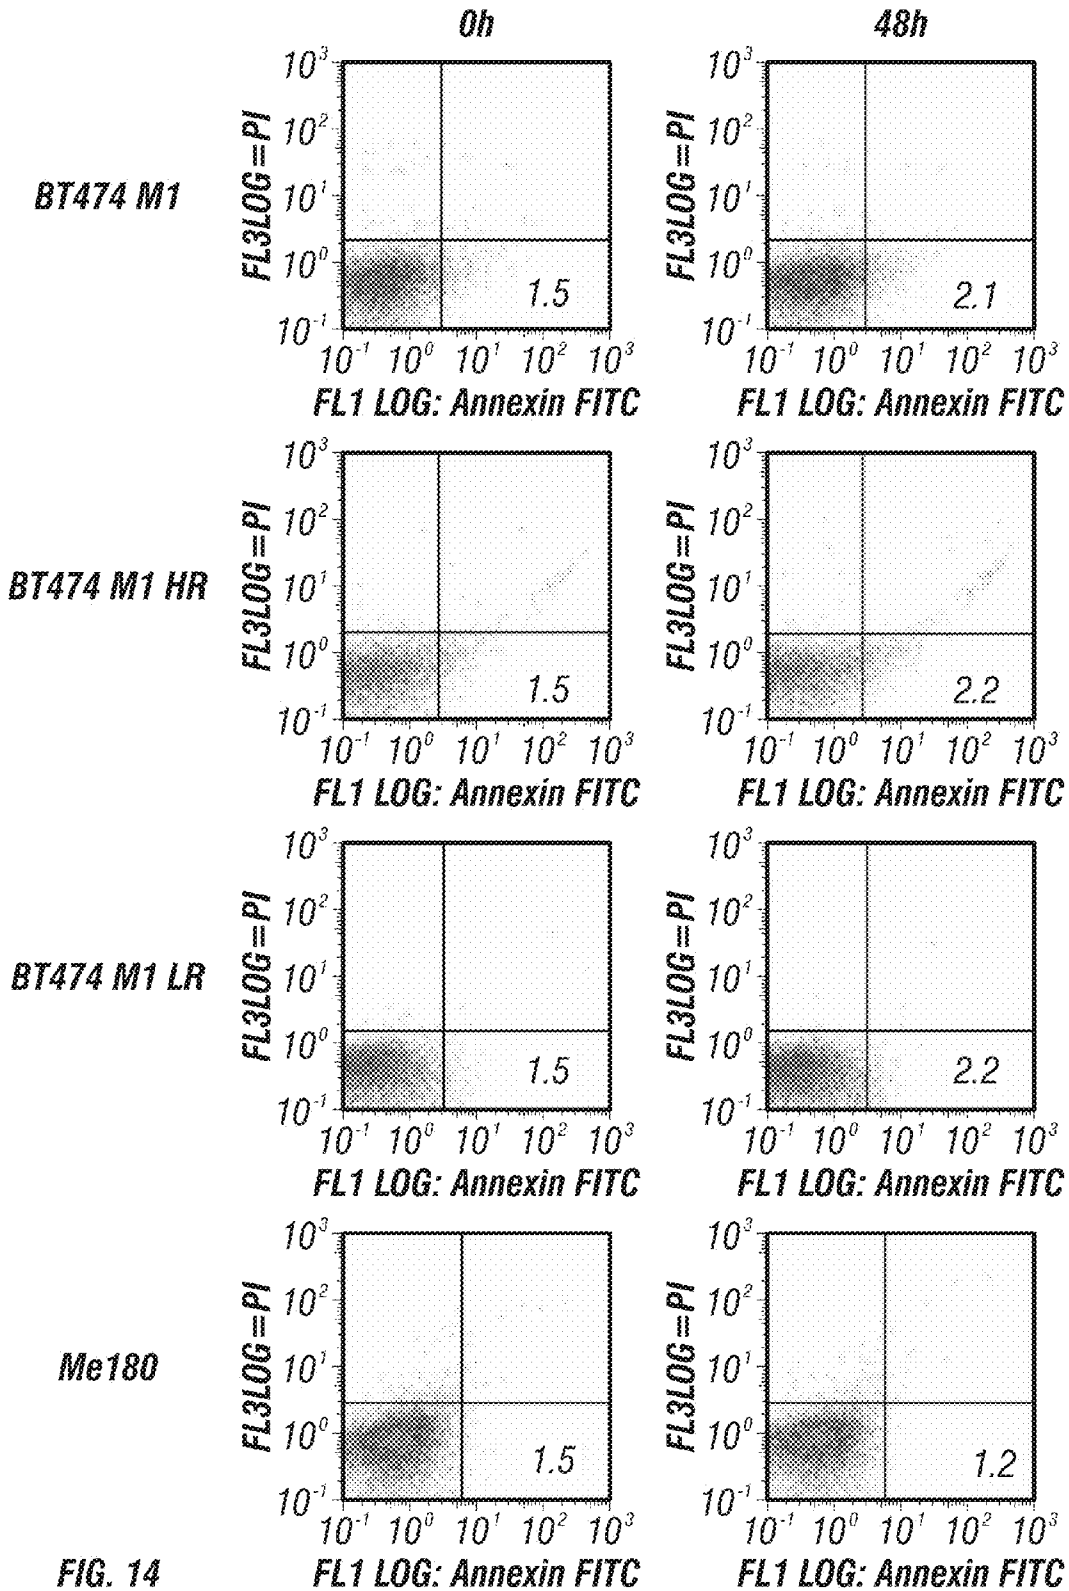 0h 48h
BT474 M1
FL3LOG=PI
10³
10²
10¹
10⁰
10⁻¹
1.5
10⁻¹ 10⁰ 10¹ 10² 10³
FL1 LOG: Annexin FITC
FL3LOG=PI
10³
10²
10¹
10⁰
10⁻¹
2.1
10⁻¹ 10⁰ 10¹ 10² 10³
FL1 LOG: Annexin FITC
BT474 M1 HR
FL3LOG=PI
10³
10²
10¹
10⁰
10⁻¹
1.5
10⁻¹ 10⁰ 10¹ 10² 10³
FL1 LOG: Annexin FITC
FL3LOG=PI
10³
10²
10¹
10⁰
10⁻¹
2.2
10⁻¹ 10⁰ 10¹ 10² 10³
FL1 LOG: Annexin FITC
BT474 M1 LR
FL3LOG=PI
10³
10²
10¹
10⁰
10⁻¹
1.5
10⁻¹ 10⁰ 10¹ 10² 10³
FL1 LOG: Annexin FITC
FL3LOG=PI
10³
10²
10¹
10⁰
10⁻¹
2.2
10⁻¹ 10⁰ 10¹ 10² 10³
FL1 LOG: Annexin FITC
Me180
FL3LOG=PI
10³
10²
10¹
10⁰
10⁻¹
1.5
10⁻¹ 10⁰ 10¹ 10² 10³
FL1 LOG: Annexin FITC
FL3LOG=PI
10³
10²
10¹
10⁰
10⁻¹
1.2
10⁻¹ 10⁰ 10¹ 10² 10³
FL1 LOG: Annexin FITC
FIG. 14